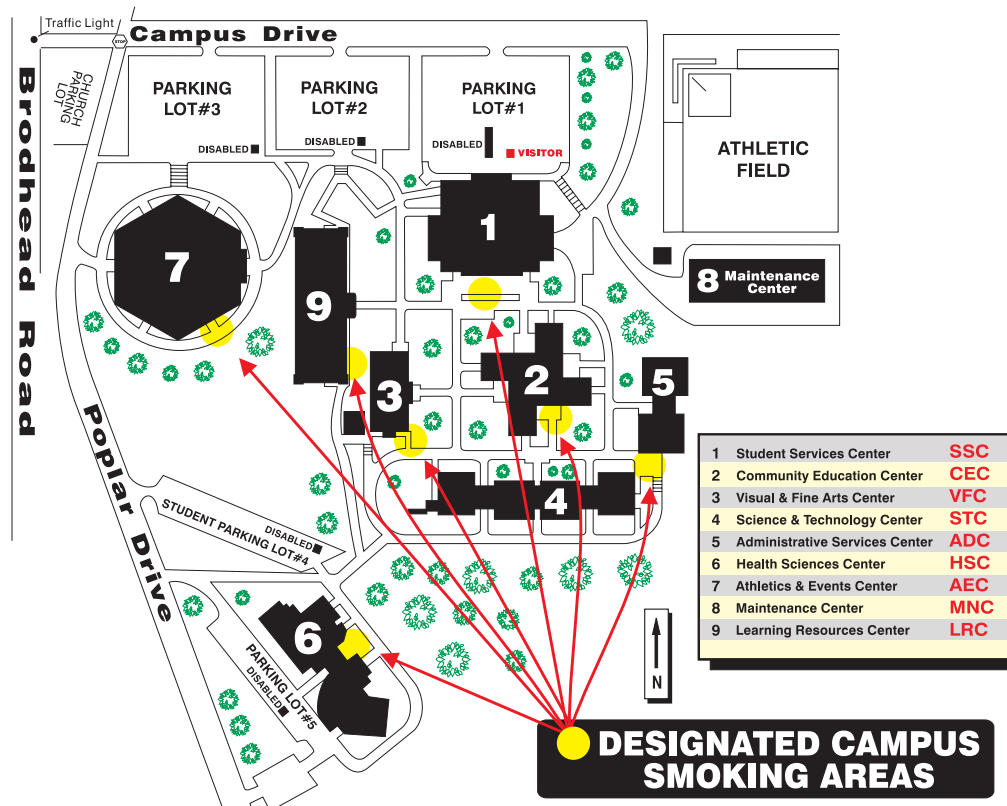 Traffic Light
STOP
Campus Drive
Brodhead Road
CHURCH
PARKING
LOT
PARKING
LOT#3
DISABLED
PARKING
LOT#2
DISABLED
PARKING
LOT#1
DISABLED
VISITOR
ATHLETIC
FIELD
1
7
9
8 Maintenance
Center
2
3
5
4
Poplar Drive
STUDENT PARKING LOT#4
DISABLED
6
PARKING LOT#5
DISABLED
N
1 Student Services Center SSC
2 Community Education Center CEC
3 Visual & Fine Arts Center VFC
4 Science & Technology Center STC
5 Administrative Services Center ADC
6 Health Sciences Center HSC
7 Athletics & Events Center AEC
8 Maintenance Center MNC
9 Learning Resources Center LRC
DESIGNATED CAMPUS
SMOKING AREAS